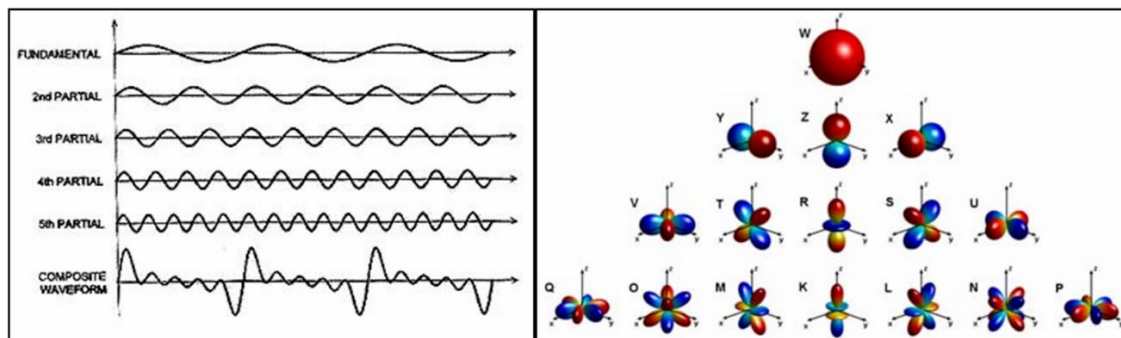 FUNDAMENTAL
2nd PARTIAL
3rd PARTIAL
4th PARTIAL
5th PARTIAL
COMPOSITE
WAVEFORM
W
z
x y
Y Z X
z z z
x y x y x y
V T R S U
z z z z z
x y x y x y x y x y
Q O M K L N P
z z z z z z z
x y x y x y x y x y x y x y